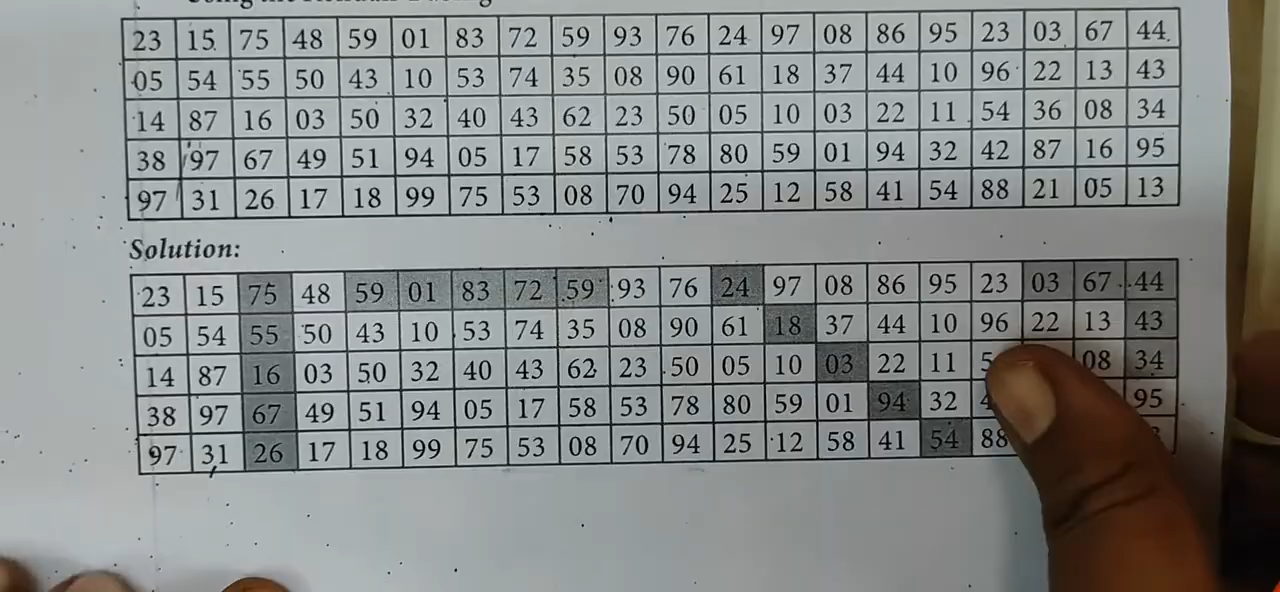 23 15 75 48 59 01 83 72 59 93 76 24 97 08 86 95 23 03 67 44
05 54 55 50 43 10 53 74 35 08 90 61 18 37 44 10 96 22 13 43
14 87 16 03 50 32 40 43 62 23 50 05 10 03 22 11 54 36 08 34
38 97 67 49 51 94 05 17 58 53 78 80 59 01 94 32 42 87 16 95
97 31 26 17 18 99 75 53 08 70 94 25 12 58 41 54 88 21 05 13
Solution:
23 15 75 48 59 01 83 72 59 93 76 24 97 08 86 95 23 03 67 44
05 54 55 50 43 10 53 74 35 08 90 61 18 37 44 10 96 22 13 43
14 87 16 03 50 32 40 43 62 23 50 05 10 03 22 11 08 34
38 97 67 49 51 94 05 17 58 53 78 80 59 01 94 32 95
97 31 26 17 18 99 75 53 08 70 94 25 12 58 41 54 88